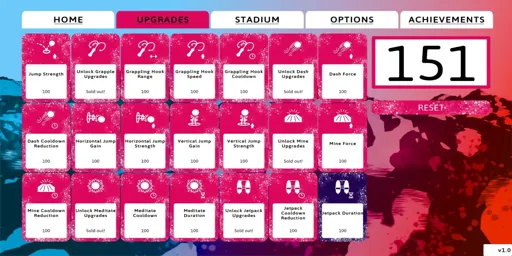 HOME UPGRADES STADIUM OPTIONS ACHIEVEMENTS
151
RESET
Jump Strength
100
Unlock Grapple
Upgrades
Sold out!
Grappling Hook
Range
100
Grappling Hook
Speed
100
Grappling Hook
Cooldown
100
Unlock Dash
Upgrades
Sold out!
Dash Force
100
Dash Cooldown
Reduction
100
Horizontal Jump
Gain
100
Horizontal Jump
Strength
100
Vertical Jump
Gain
100
Vertical Jump
Strength
100
Unlock Mine
Upgrades
Sold out!
Mine Force
100
Mine Cooldown
Reduction
100
Unlock Meditate
Upgrades
Sold out!
Meditate
Cooldown
100
Meditate
Duration
100
Unlock Jetpack
Upgrades
Sold out!
Jetpack
Cooldown
Reduction
100
Jetpack Duration
100
v1.0